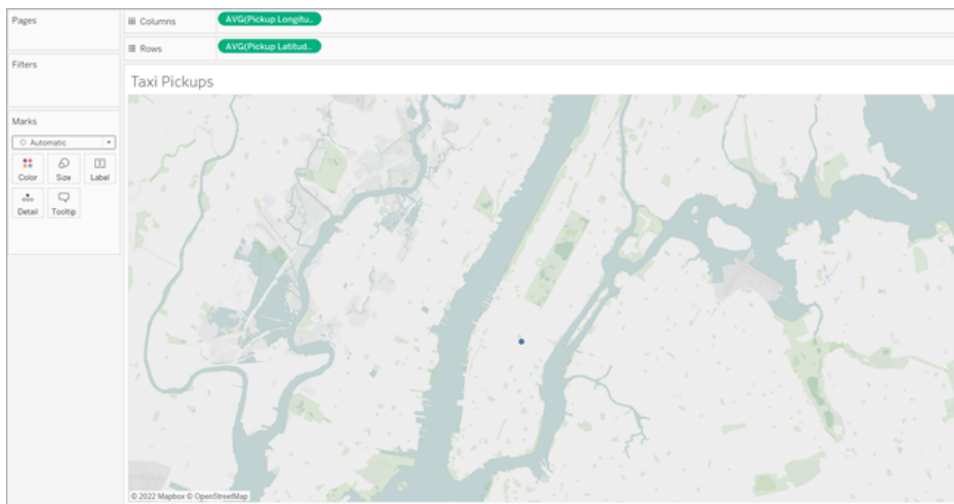 Pages
Columns
AVG(Pickup Longitu..
Rows
AVG(Pickup Latitud..
Filters
Taxi Pickups
Marks
Automatic
Color
Size
Label
Detail
Tooltip
© 2022 Mapbox © OpenStreetMap